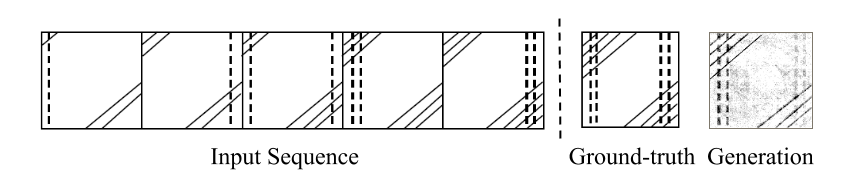 Input Sequence
Ground-truth
Generation